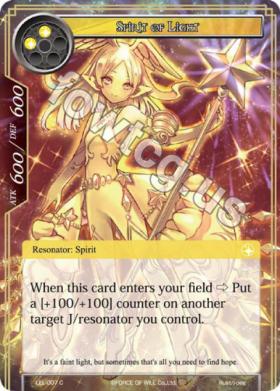 Spirit of Light
ATK 600/DEF 600
fowtcg.us
Resonator: Spirit
When this card enters your field ⇨ Put
a [+100/+100] counter on another
target J/resonator you control.
It's a faint light, but sometimes that's all you need to find hope.
©FORCE OF WILL Co.,Ltd.